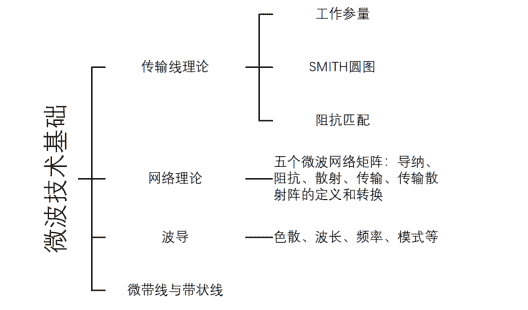 微波技术基础
传输线理论
工作参量
SMITH圆图
阻抗匹配
网络理论
五个微波网络矩阵：导纳、
阻抗、散射、传输、传输散
射阵的定义和转换
波导
色散、波长、频率、模式等
微带线与带状线